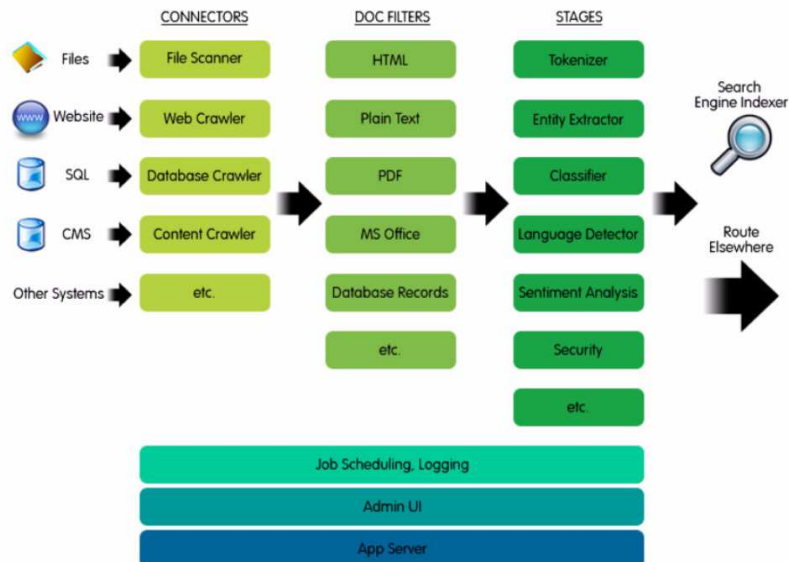 CONNECTORS
DOC FILTERS
STAGES
Files
File Scanner
HTML
Tokenizer
Search
Engine Indexer
www
Website
Web Crawler
Plain Text
Entity Extractor
SQL
Database Crawler
PDF
Classifier
CMS
Content Crawler
MS Office
Language Detector
Route
Elsewhere
Other Systems
etc.
Database Records
Sentiment Analysis
etc.
Security
etc.
Job Scheduling, Logging
Admin UI
App Server